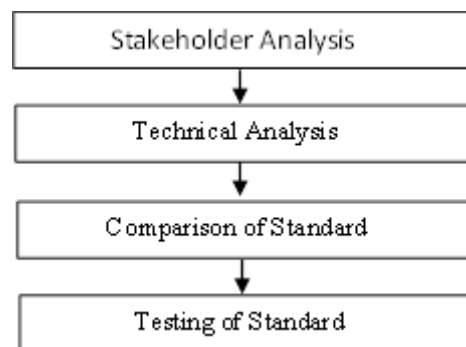 Stakeholder Analysis
Technical Analysis
Comparison of Standard
Testing of Standard